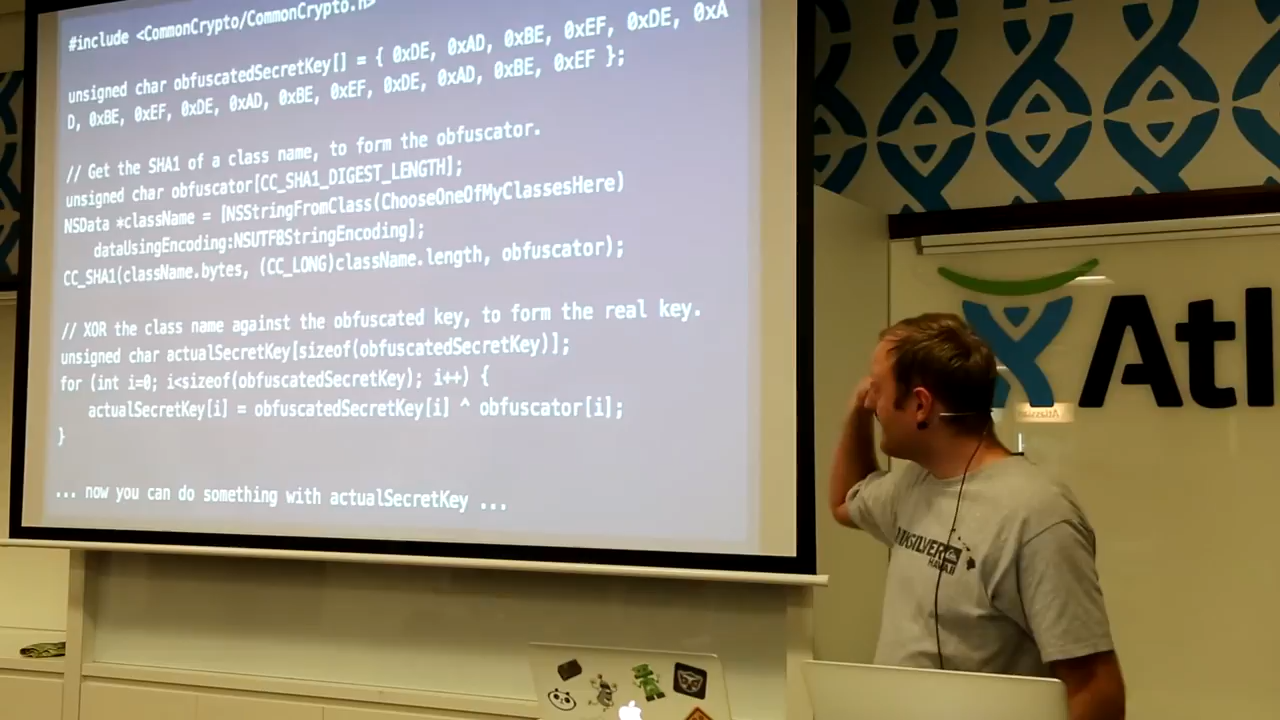 #include <CommonCrypto/CommonCrypto.h>
unsigned char obfuscatedSecretKey[] = { 0xDE, 0xAD, 0xBE, 0xEF, 0xDE, 0xA
D, 0xBE, 0xEF, 0xDE, 0xAD, 0xBE, 0xEF, 0xDE, 0xAD, 0xBE, 0xEF };
// Get the SHA1 of a class name, to form the obfuscator.
unsigned char obfuscator[CC_SHA1_DIGEST_LENGTH];
NSData *className = [NSStringFromClass(ChooseOneOfMyClassesHere)
dataUsingEncoding:NSUTF8StringEncoding];
CC_SHA1(className.bytes, (CC_LONG)className.length, obfuscator);
// XOR the class name against the obfuscated key, to form the real key.
unsigned char actualSecretKey[sizeof(obfuscatedSecretKey)];
for (int i=0; i<sizeof(obfuscatedSecretKey); i++) {
actualSecretKey[i] = obfuscatedSecretKey[i] ^ obfuscator[i];
}
... now you can do something with actualSecretKey ...
Atl
QUIKSILVER
HAWAII